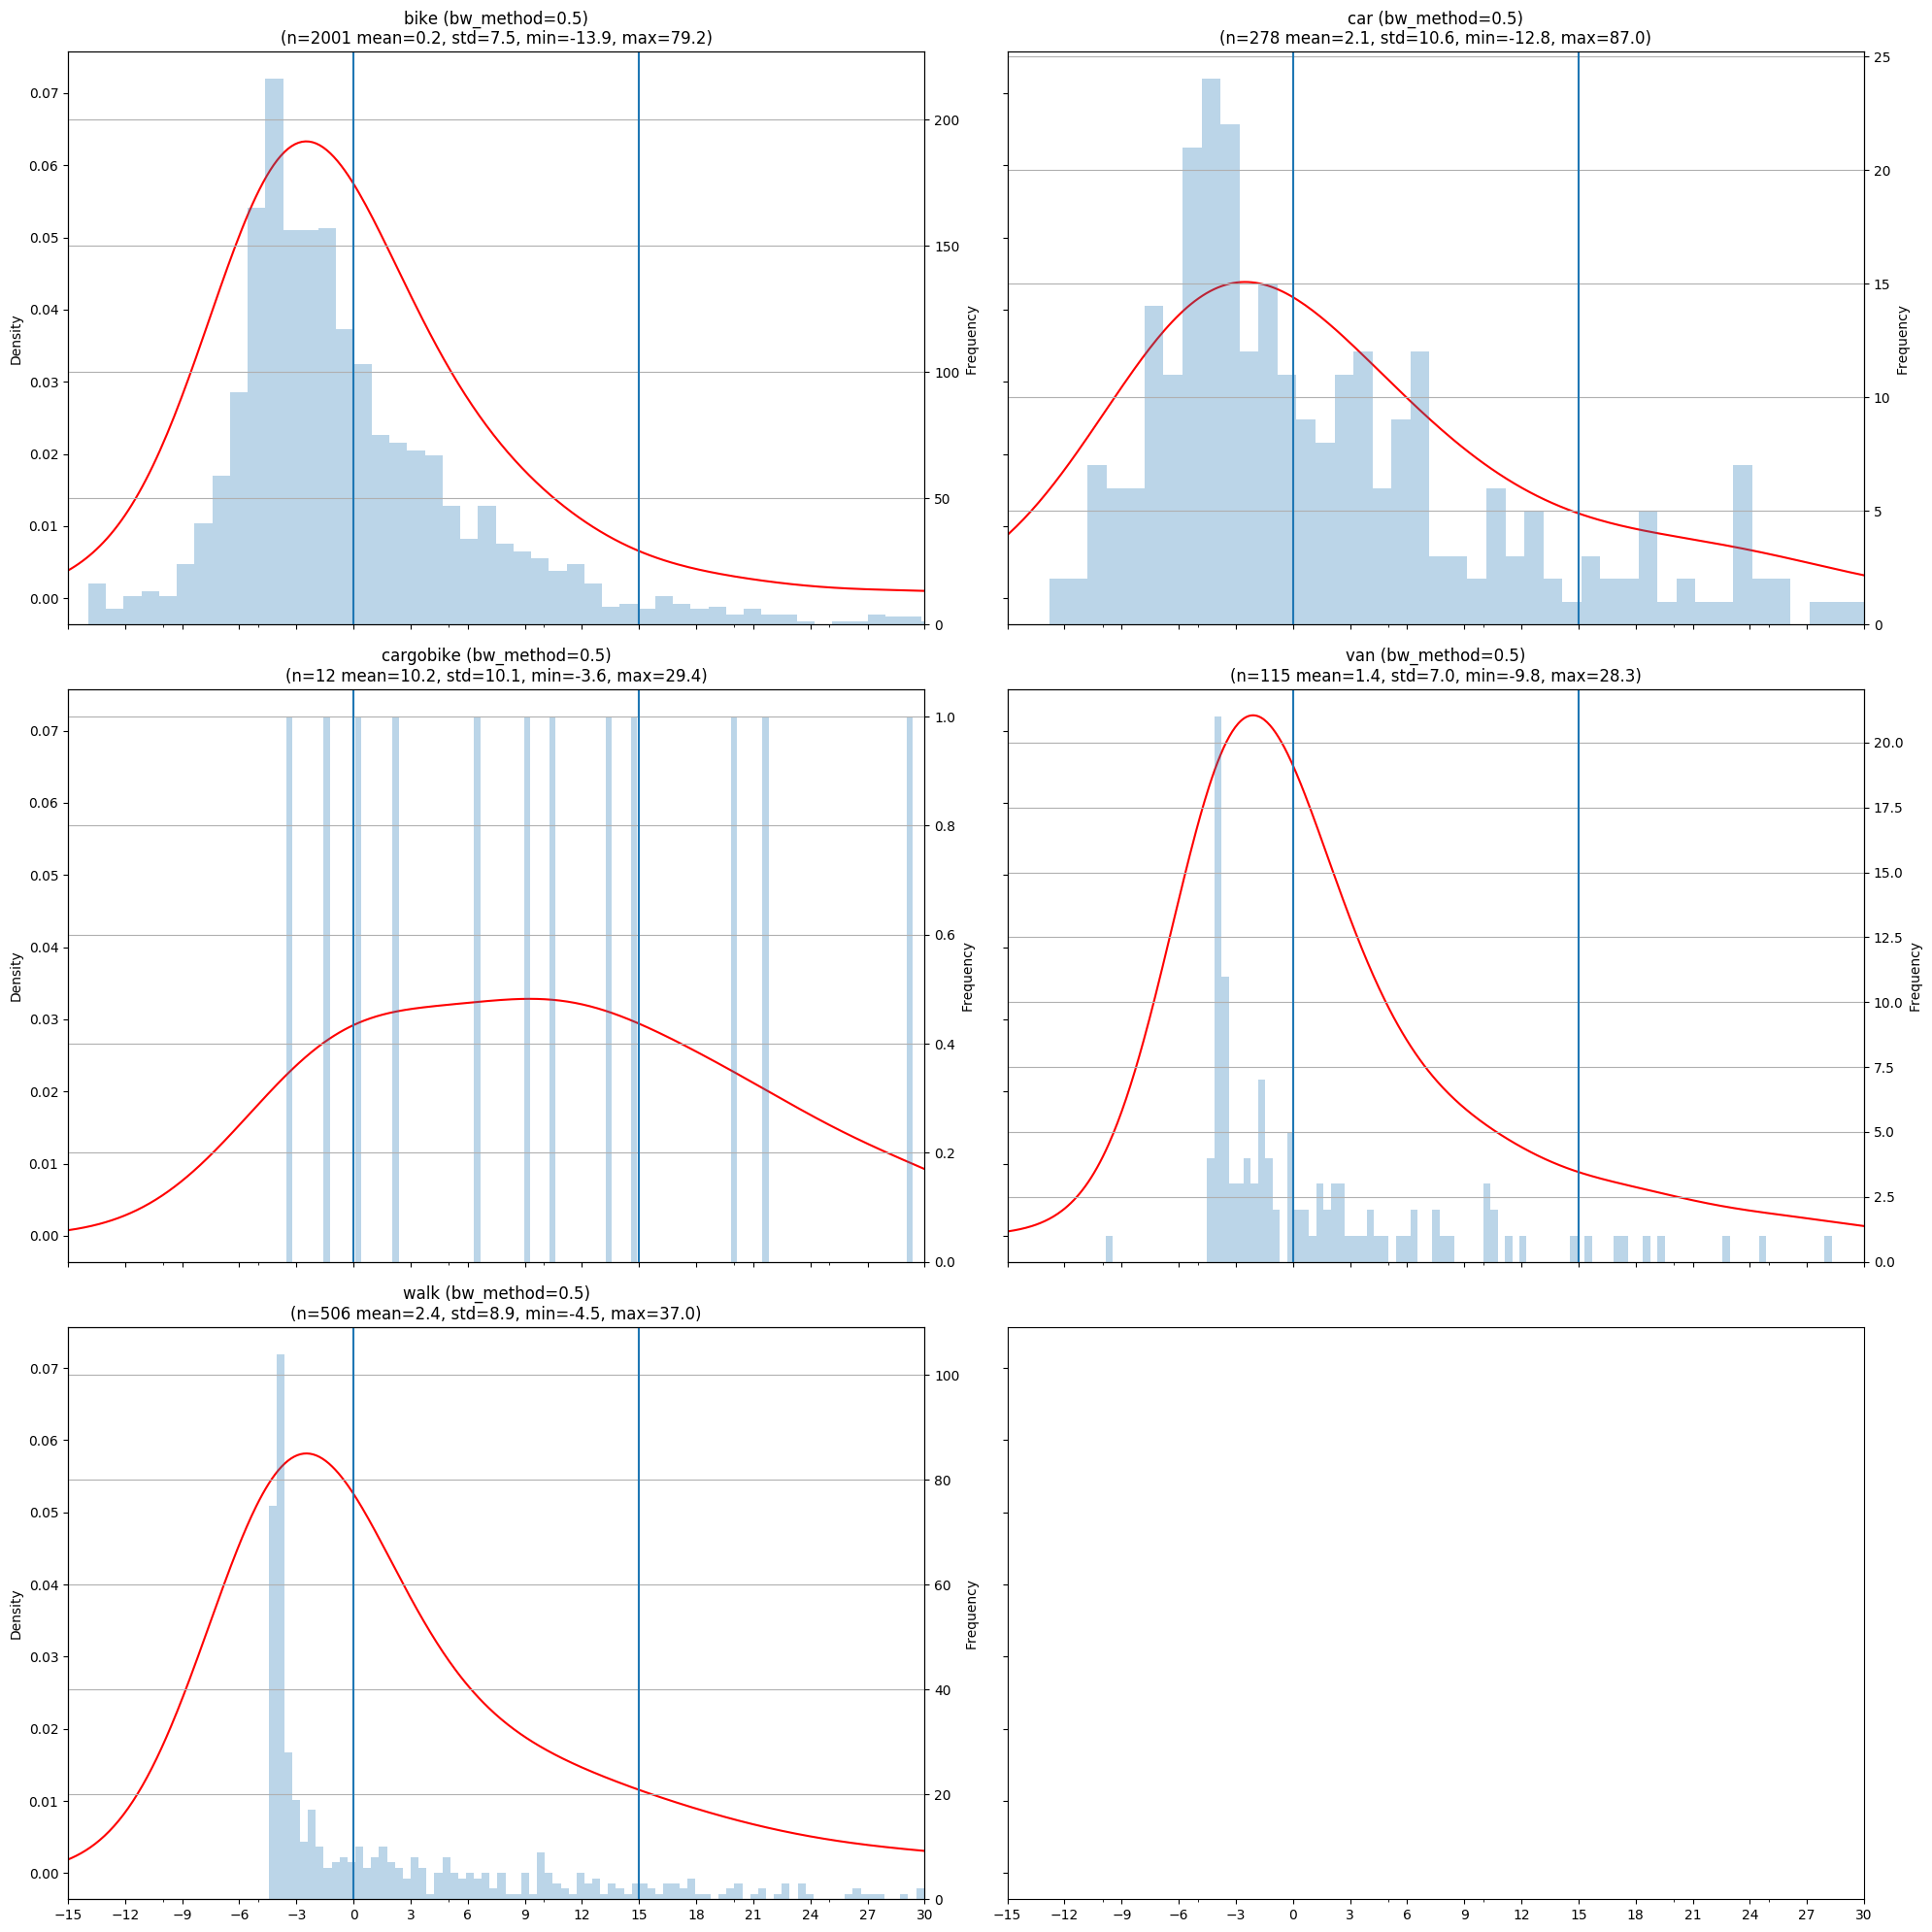 bike (bw_method=0.5)
(n=2001 mean=0.2, std=7.5, min=-13.9, max=79.2)
0.07
0.06
0.05
0.04
0.03
0.02
0.01
0.00
Density
200
150
100
50
0
Frequency
car (bw_method=0.5)
(n=278 mean=2.1, std=10.6, min=-12.8, max=87.0)
25
20
15
10
5
0
Frequency
cargobike (bw_method=0.5)
(n=12 mean=10.2, std=10.1, min=-3.6, max=29.4)
0.07
0.06
0.05
0.04
0.03
0.02
0.01
0.00
Density
1.0
0.8
0.6
0.4
0.2
0.0
Frequency
van (bw_method=0.5)
(n=115 mean=1.4, std=7.0, min=-9.8, max=28.3)
20.0
17.5
15.0
12.5
10.0
7.5
5.0
2.5
0.0
Frequency
walk (bw_method=0.5)
(n=506 mean=2.4, std=8.9, min=-4.5, max=37.0)
0.07
0.06
0.05
0.04
0.03
0.02
0.01
0.00
Density
100
80
60
40
20
0
Frequency
−15 −12 −9 −6 −3 0 3 6 9 12 15 18 21 24 27 30
−15 −12 −9 −6 −3 0 3 6 9 12 15 18 21 24 27 30